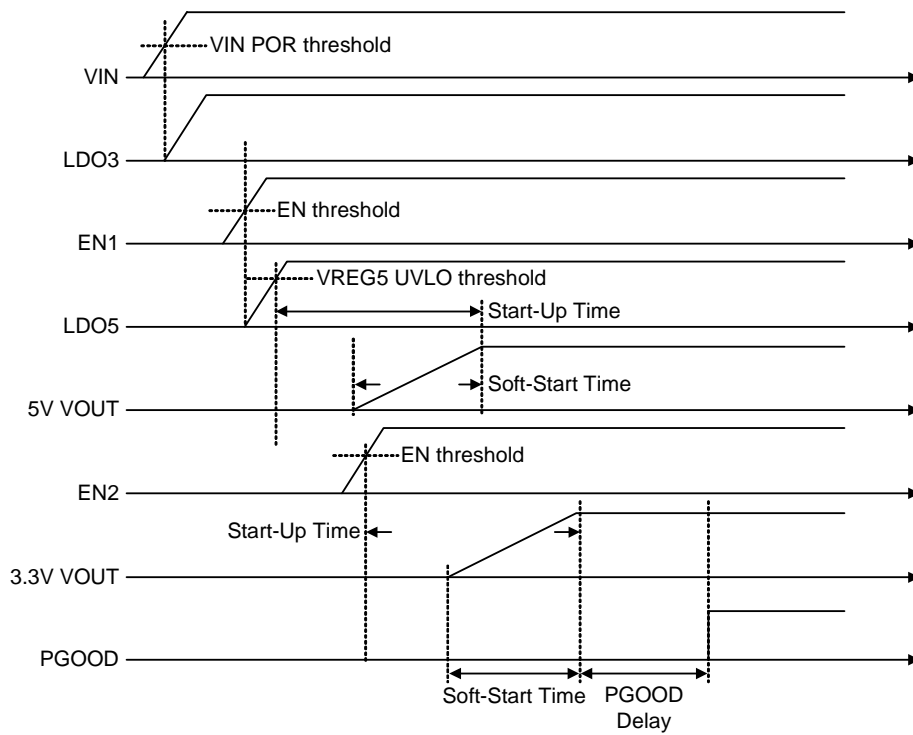 VIN POR threshold
VIN
LDO3
EN threshold
EN1
VREG5 UVLO threshold
Start-Up Time
LDO5
Soft-Start Time
5V VOUT
EN threshold
EN2
Start-Up Time
3.3V VOUT
PGOOD
Soft-Start Time
PGOOD
Delay